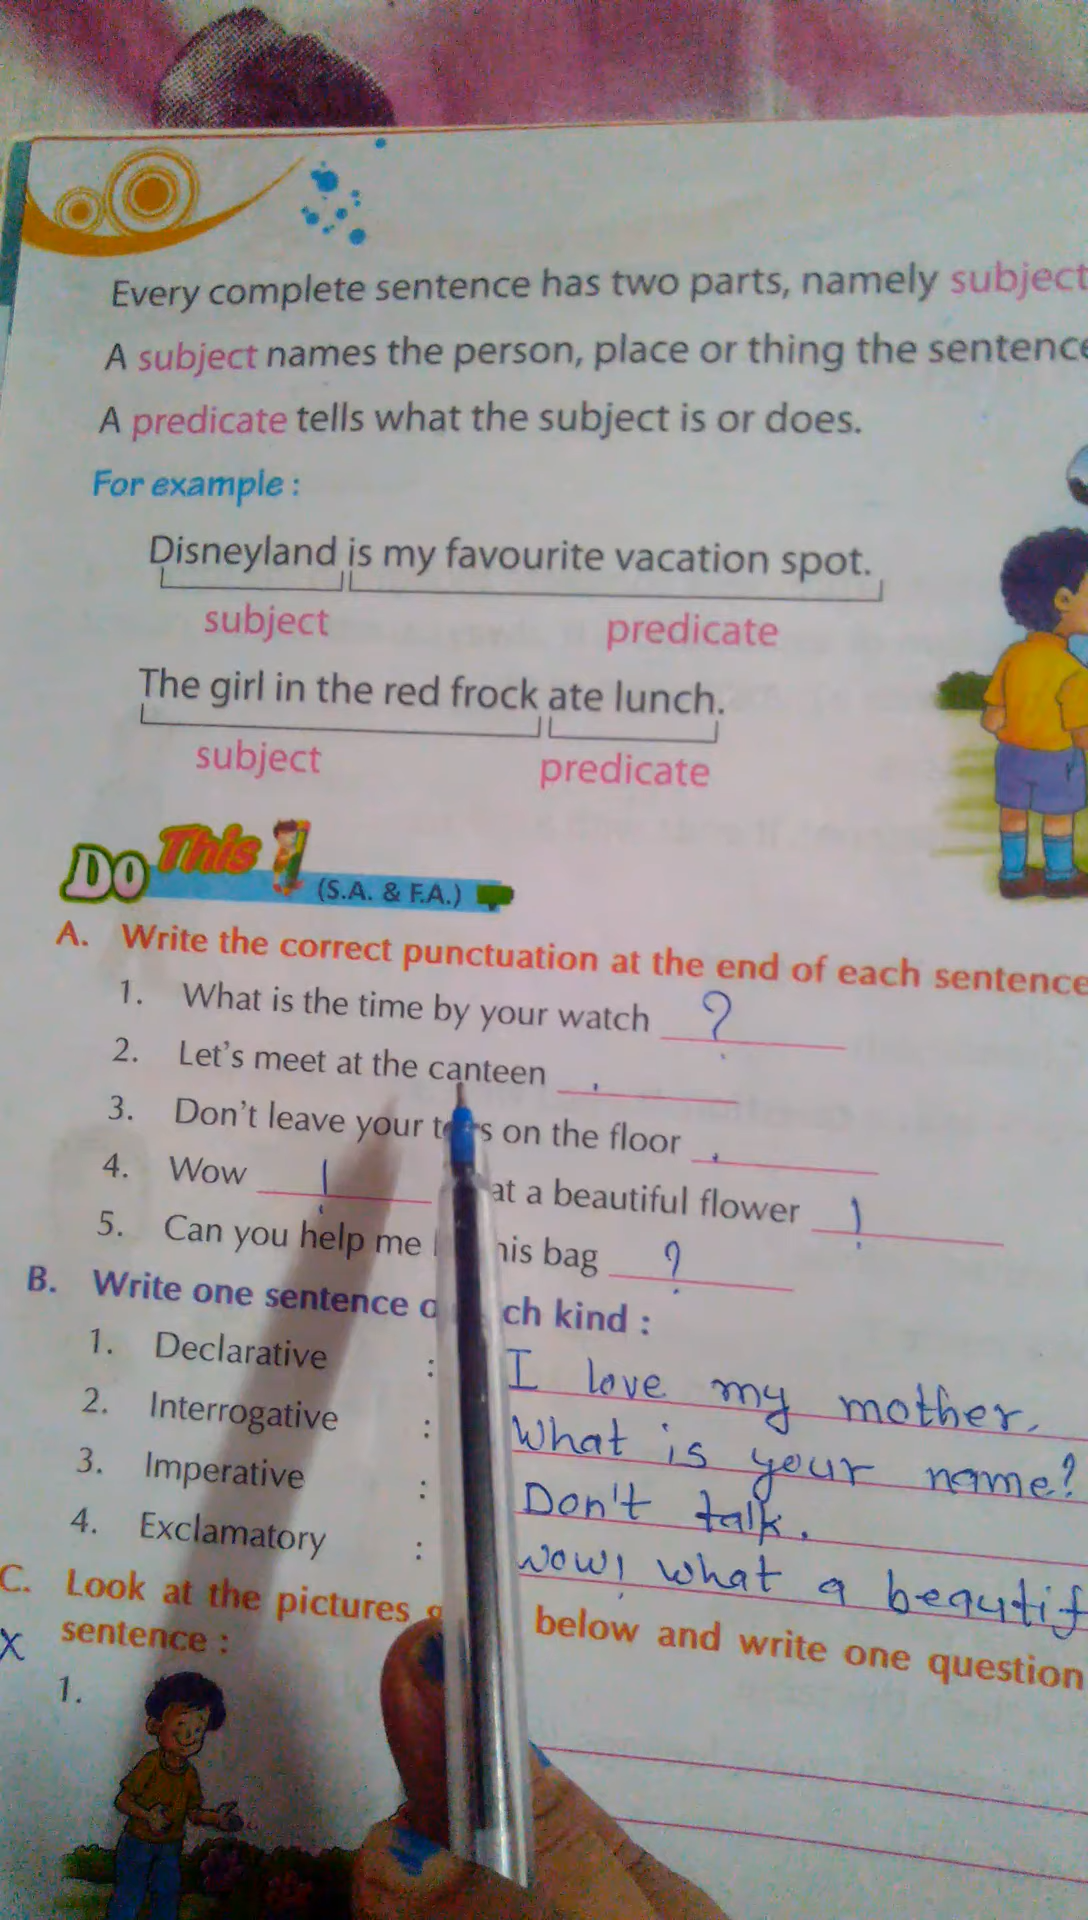 Every complete sentence has two parts, namely subject
A subject names the person, place or thing the sentence
A predicate tells what the subject is or does.
For example :
Disneyland is my favourite vacation spot.
subject predicate
The girl in the red frock ate lunch.
subject predicate
Do This! (S.A. & F.A.)
A. Write the correct punctuation at the end of each sentence
1. What is the time by your watch ?
2. Let's meet at the canteen .
3. Don't leave your on the floor .
4. Wow ! at a beautiful flower !
5. Can you help me his bag ?
B. Write one sentence ch kind :
1. Declarative : I love my mother.
2. Interrogative : What is your name?
3. Imperative : Don't talk.
4. Exclamatory : Wow! what a beautif
C. Look at the pictures below and write one question
X sentence :
1.